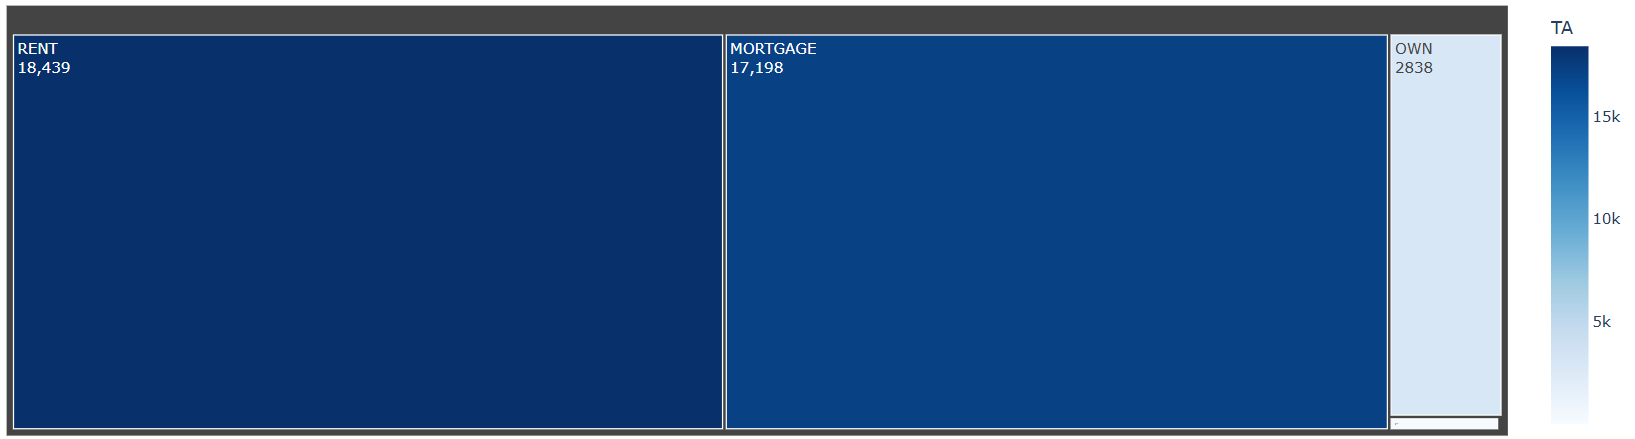 RENT
18,439
MORTGAGE
17,198
OWN
2838
TA
15k
10k
5k